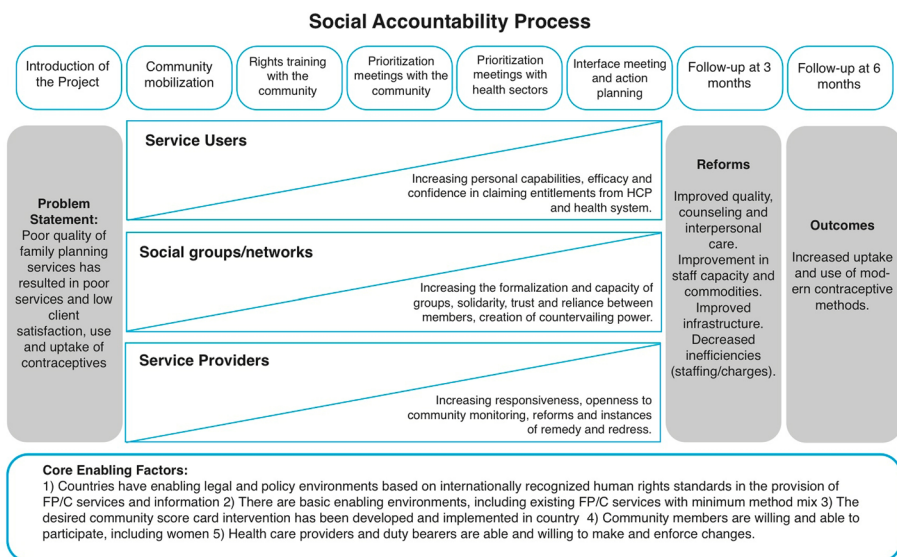 Social Accountability Process
Introduction of
the Project
Community
mobilization
Rights training
with the
community
Prioritization
meetings with the
community
Prioritization
meetings with
health sectors
Interface meeting
and action
planning
Follow-up at 3
months
Follow-up at 6
months
Problem
Statement:
Poor quality of
family planning
services has
resulted in poor
services and low
client
satisfaction, use
and uptake of
contraceptives
Service Users
Increasing personal capabilities, efficacy and
confidence in claiming entitlements from HCP
and health system.
Social groups/networks
Increasing the formalization and capacity of
groups, solidarity, trust and reliance between
members, creation of countervailing power.
Service Providers
Increasing responsiveness, openness to
community monitoring, reforms and instances
of remedy and redress.
Reforms
Improved quality,
counseling and
interpersonal
care.
Improvement in
staff capacity and
commodities.
Improved
infrastructure.
Decreased
inefficiencies
(staffing/charges).
Outcomes
Increased uptake
and use of mod-
ern contraceptive
methods.
Core Enabling Factors:
1) Countries have enabling legal and policy environments based on internationally recognized human rights standards in the provision of
FP/C services and information 2) There are basic enabling environments, including existing FP/C services with minimum method mix 3) The
desired community score card intervention has been developed and implemented in country 4) Community members are willing and able to
participate, including women 5) Health care providers and duty bearers are able and willing to make and enforce changes.